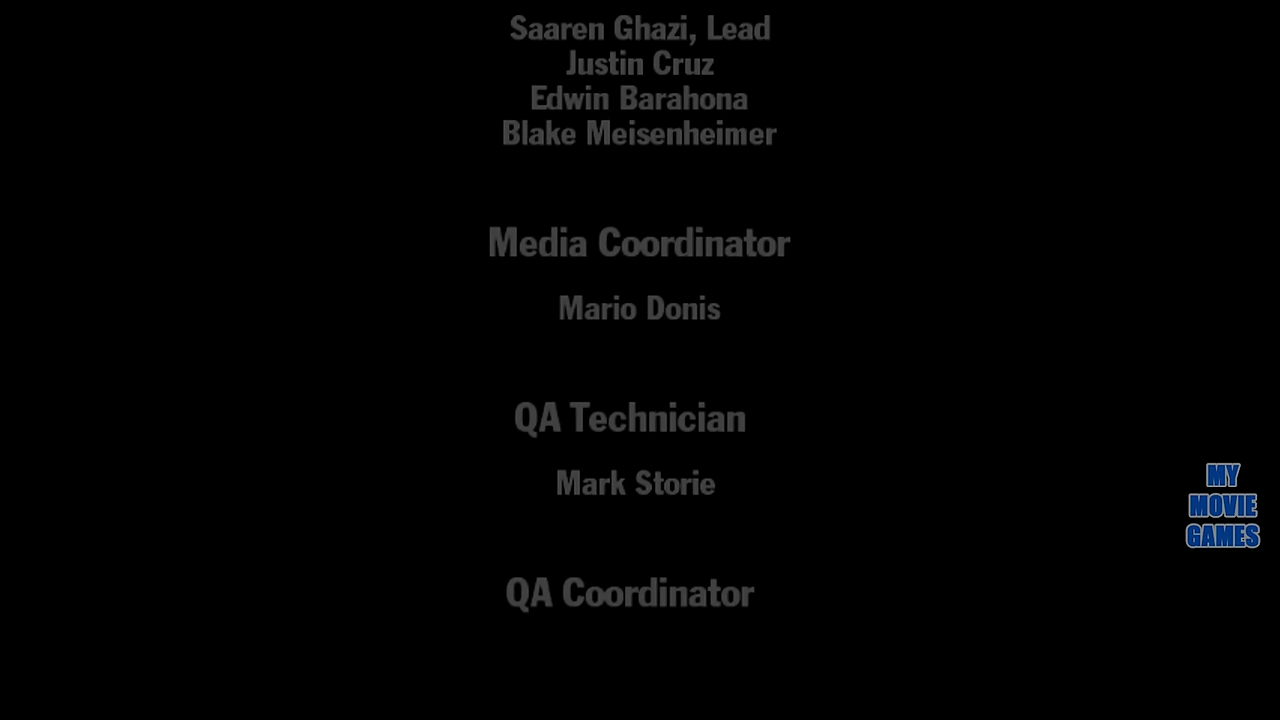 Saaren Ghazi, Lead
Justin Cruz
Edwin Barahona
Blake Meisenheimer
Media Coordinator
Mario Donis
QA Technician
Mark Storie
QA Coordinator
MY
MOVIE
GAMES